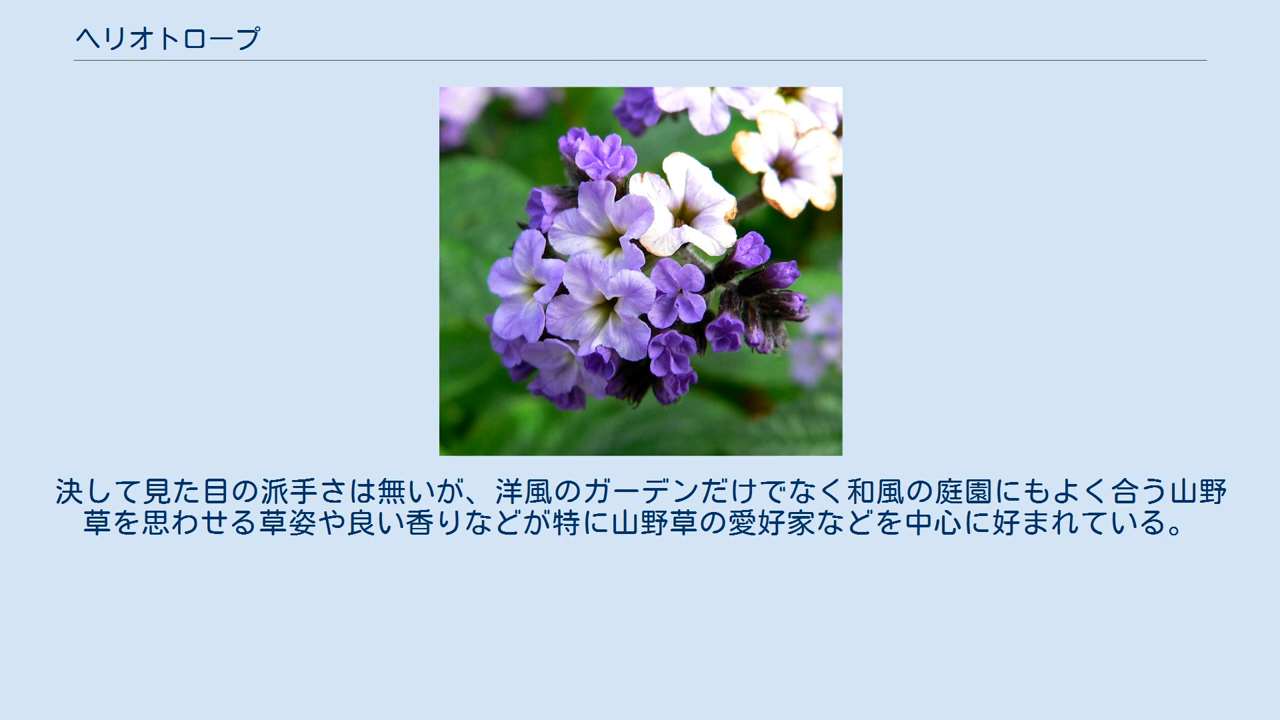 ヘリオトロープ
決して見た目の派手さは無いが、洋風のガーデンだけでなく和風の庭園にもよく合う山野
草を思わせる草姿や良い香りなどが特に山野草の愛好家などを中心に好まれている。